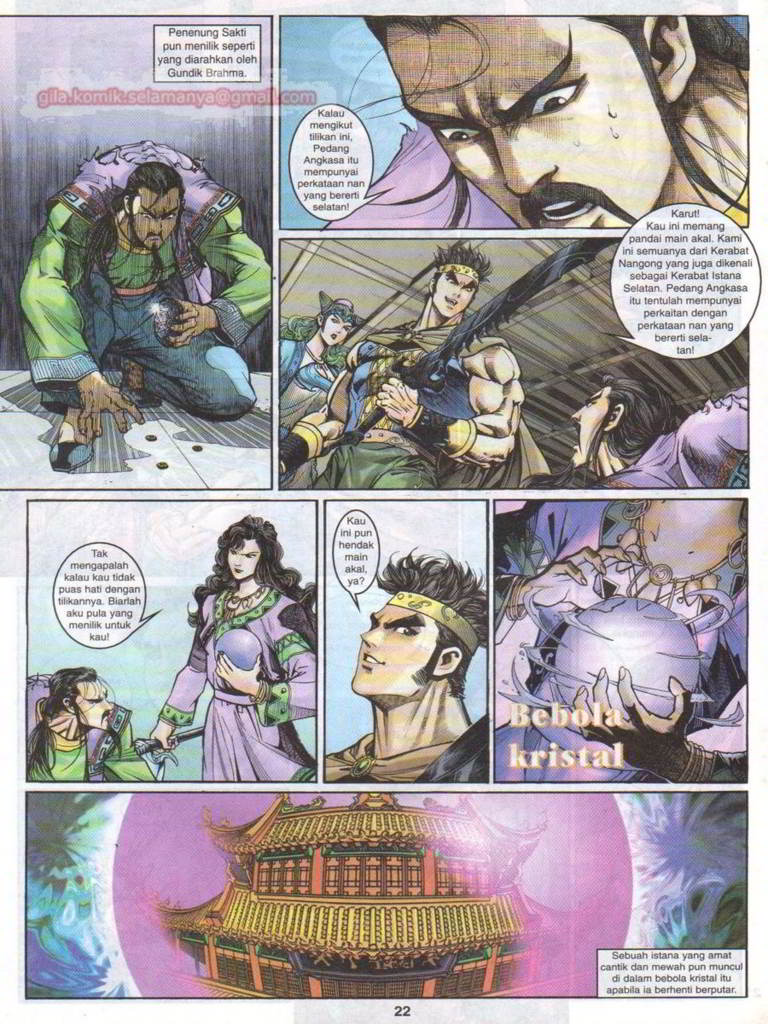 Penenung Sakti
pun menilik seperti
yang diarahkan oleh
Gundik Brahma.
gila.komik.selamanya@gmail.com
Kalau
mengikut
tilikan ini,
Pedang
Angkasa itu
mempunyai
perkataan nan
yang bererti
selatan!
Karut!
Kau ini memang
pandai main akal. Kami
ini semuanya dari Kerabat
Nangong yang juga dikenali
sebagai Kerabat Istana
Selatan. Pedang Angkasa
itu tentulah mempunyai
perkaitan dengan
perkataan nan yang
bererti sela-
tan!
Tak
mengapalah
kalau kau tidak
puas hati dengan
tilikannya. Biarlah
aku pula yang
menilik untuk
kau!
Kau
ini pun
hendak
main
akal,
ya?
Bebola
kristal
Sebuah istana yang amat
cantik dan mewah pun muncul
di dalam bebola kristal itu
apabila ia berhenti berputar.
22